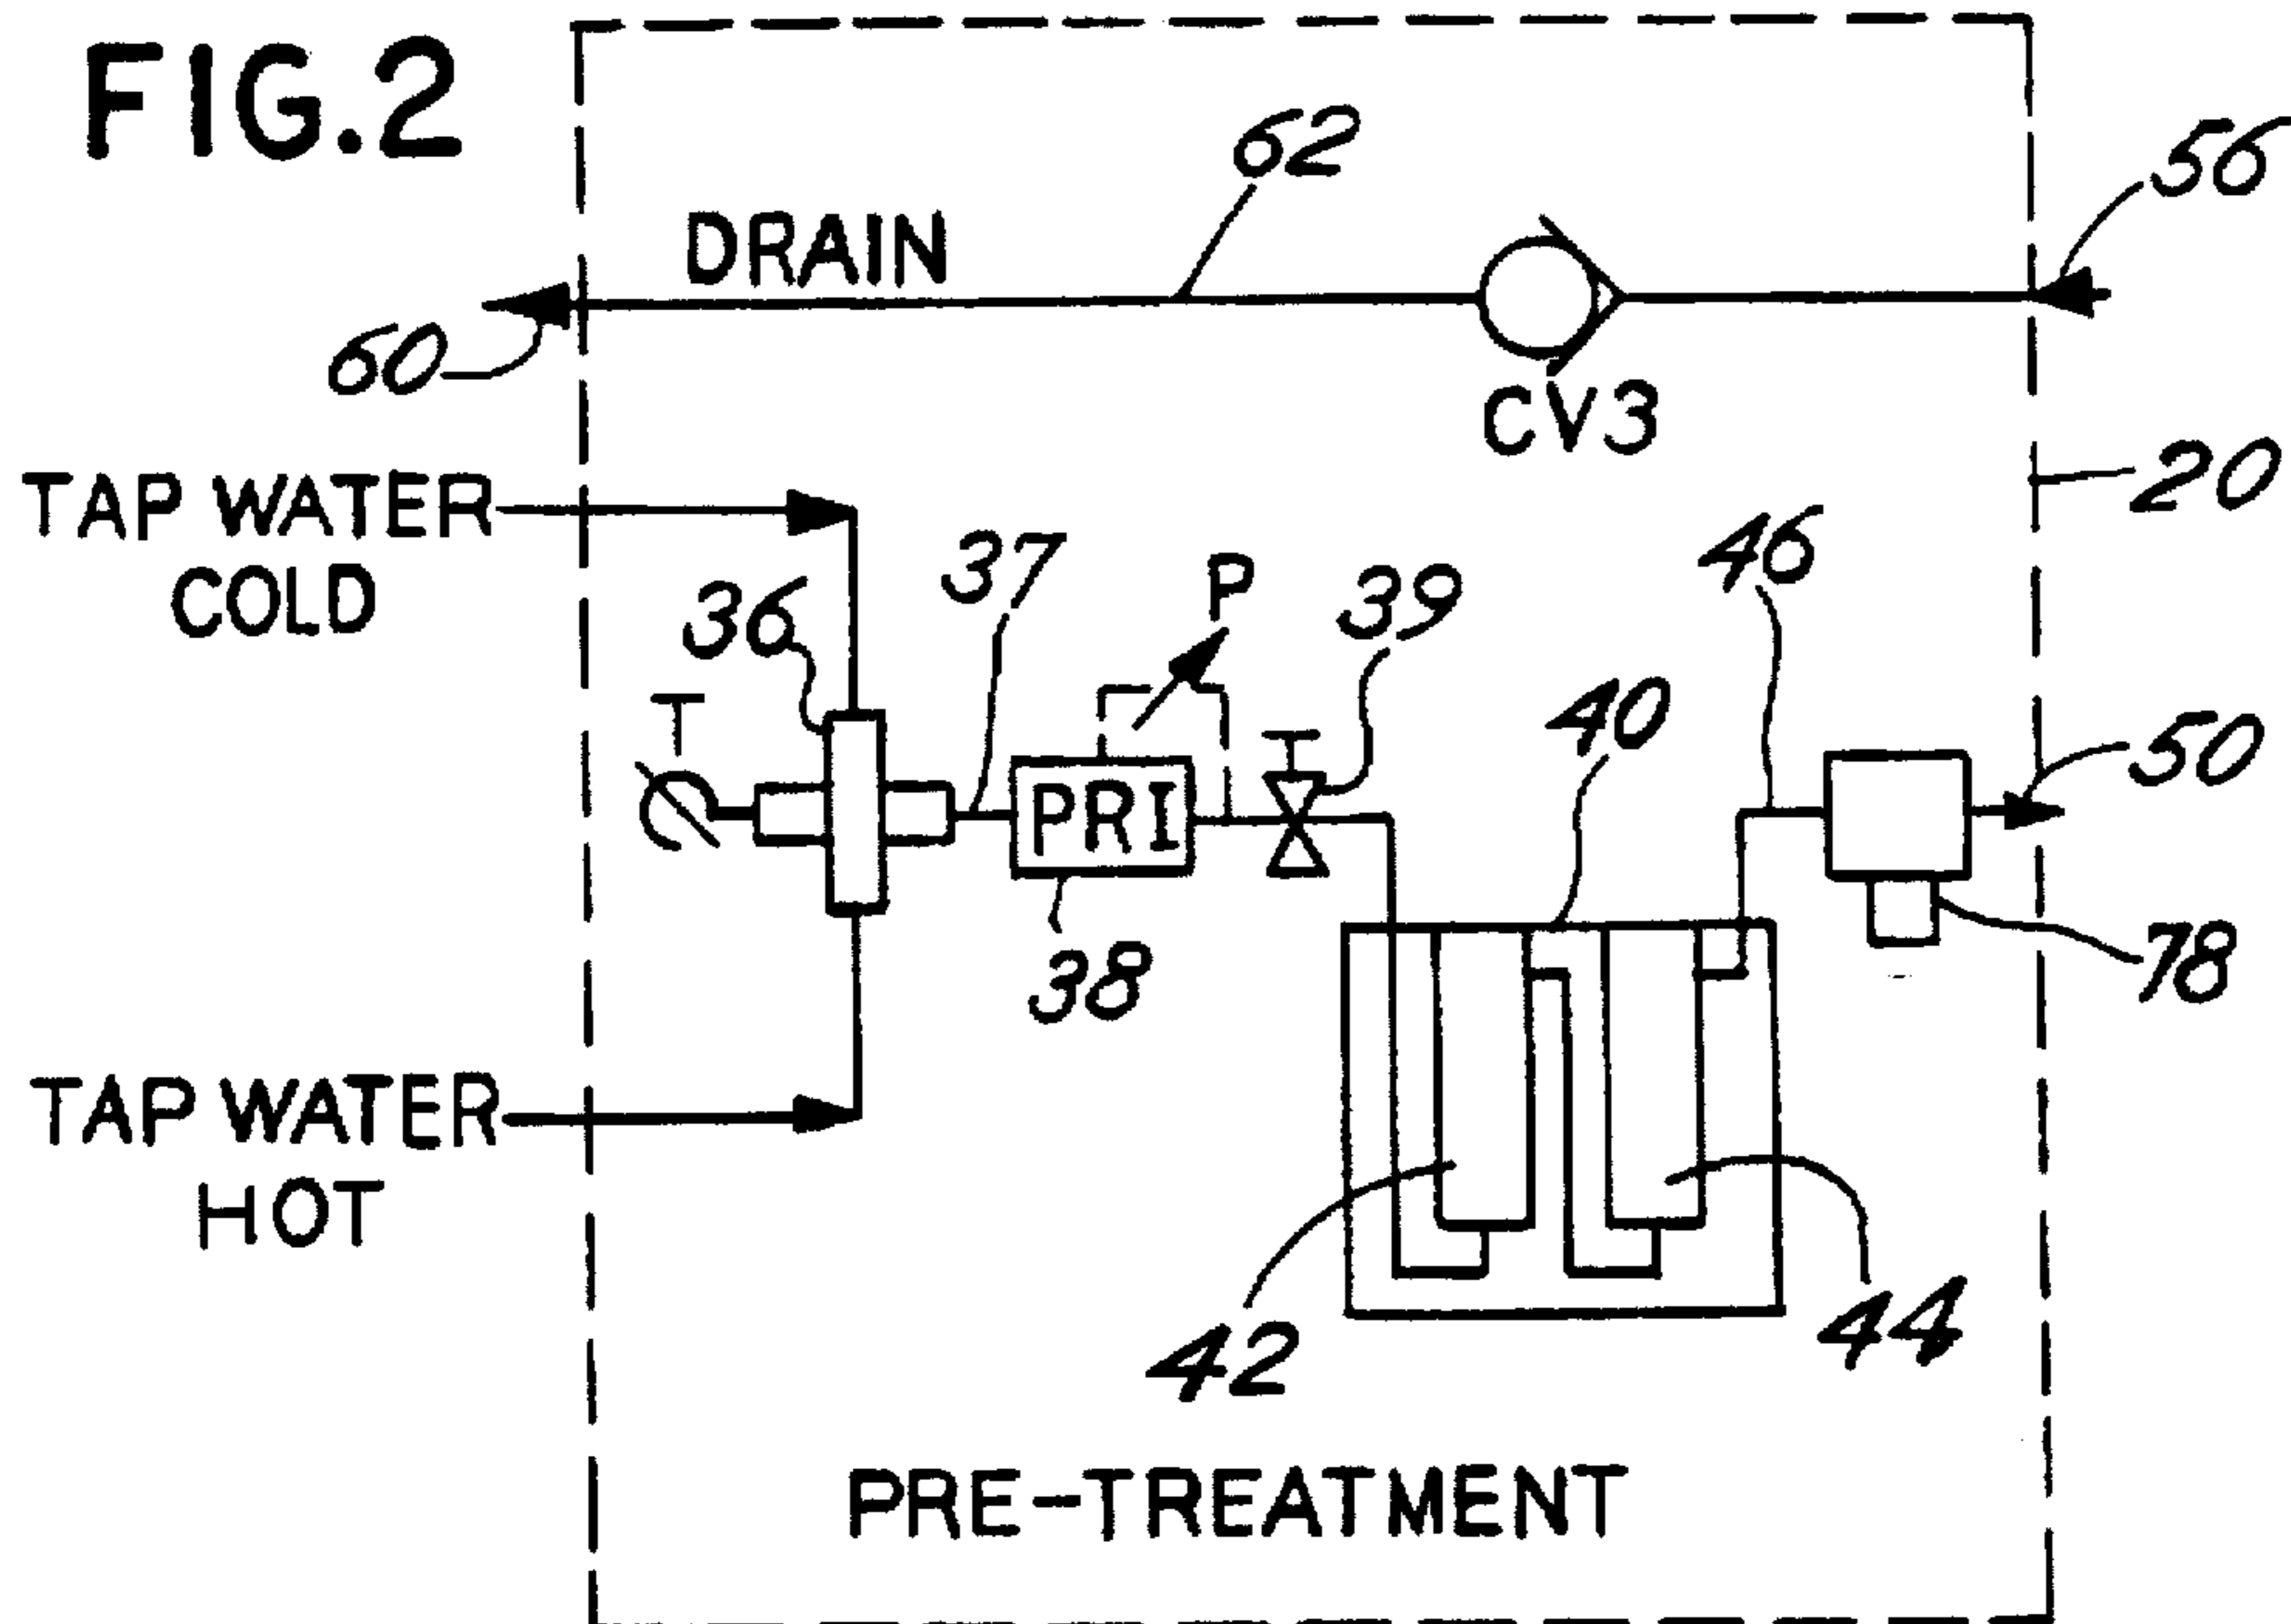 FIG.2
62
56
DRAIN
60
CV3
20
TAP WATER
COLD
37
P
39
46
36
T
40
50
PRI
38
78
TAP WATER
HOT
42
44
PRE-TREATMENT